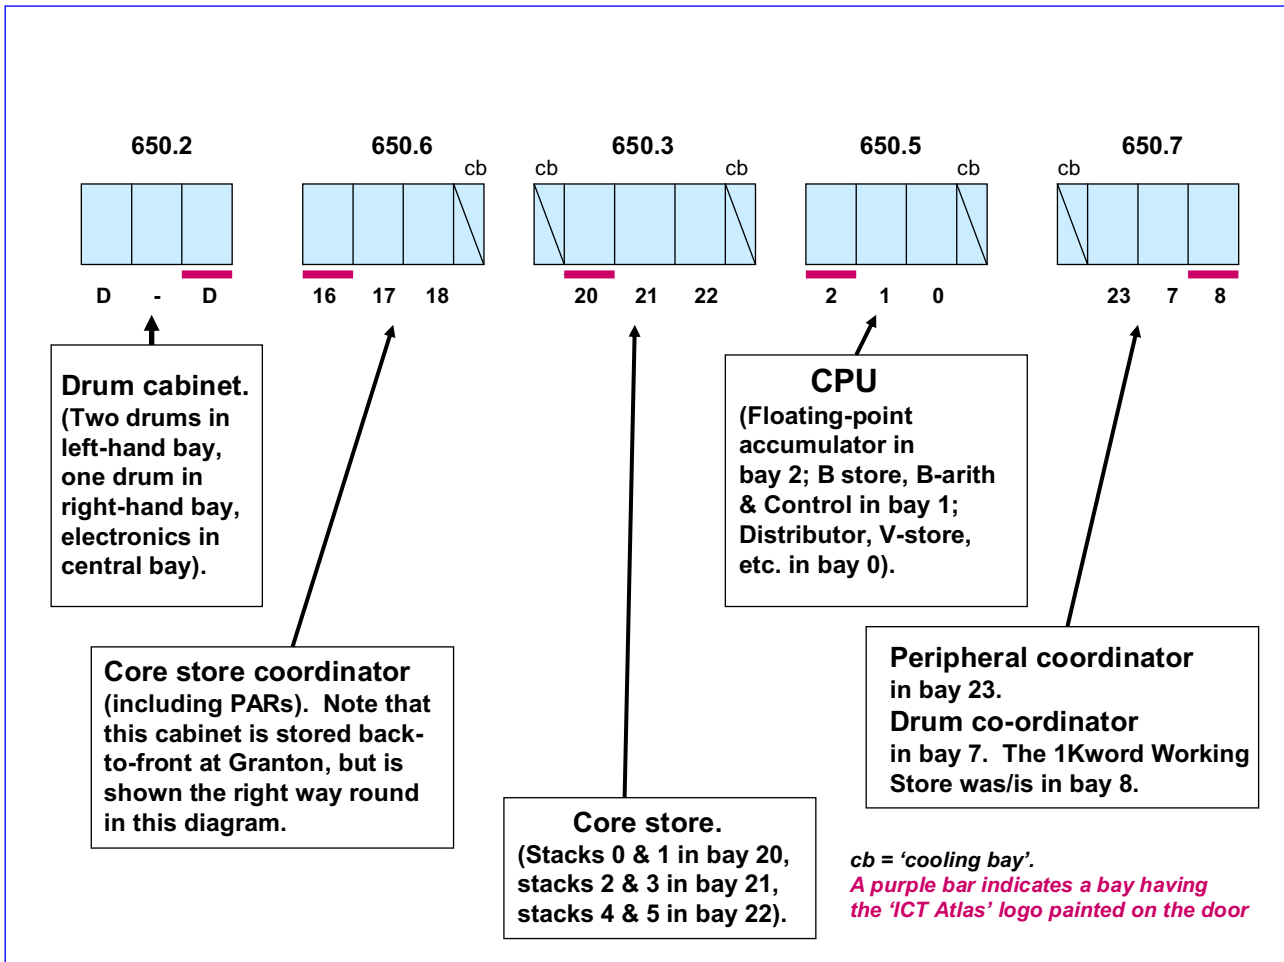 650.2 650.6 650.3 650.5 650.7
cb cb cb cb cb
D - D 16 17 18 20 21 22 2 1 0 23 7 8
Drum cabinet.
(Two drums in
left-hand bay,
one drum in
right-hand bay,
electronics in
central bay).
Core store coordinator
(including PARs). Note that
this cabinet is stored back-
to-front at Granton, but is
shown the right way round
in this diagram.
Core store.
(Stacks 0 & 1 in bay 20,
stacks 2 & 3 in bay 21,
stacks 4 & 5 in bay 22).
CPU
(Floating-point
accumulator in
bay 2; B store, B-arith
& Control in bay 1;
Distributor, V-store,
etc. in bay 0).
Peripheral coordinator
in bay 23.
Drum co-ordinator
in bay 7. The 1Kword Working
Store was/is in bay 8.
cb = ‘cooling bay’.
A purple bar indicates a bay having
the ‘ICT Atlas’ logo painted on the door